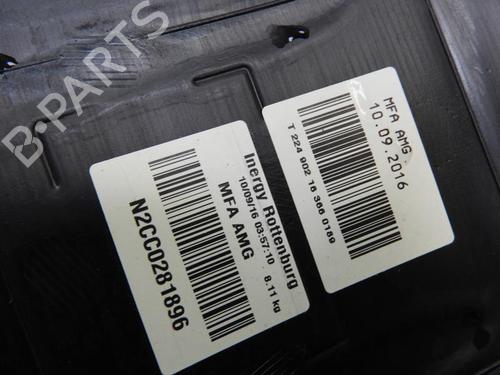 B-PARTS
Inergy Rottenburg
10/09/16 03:57:10 8.11 kg
MFA AMG
N2CC0281896
MFA AMG
10.09.2016
T 224 902 16 366 0189